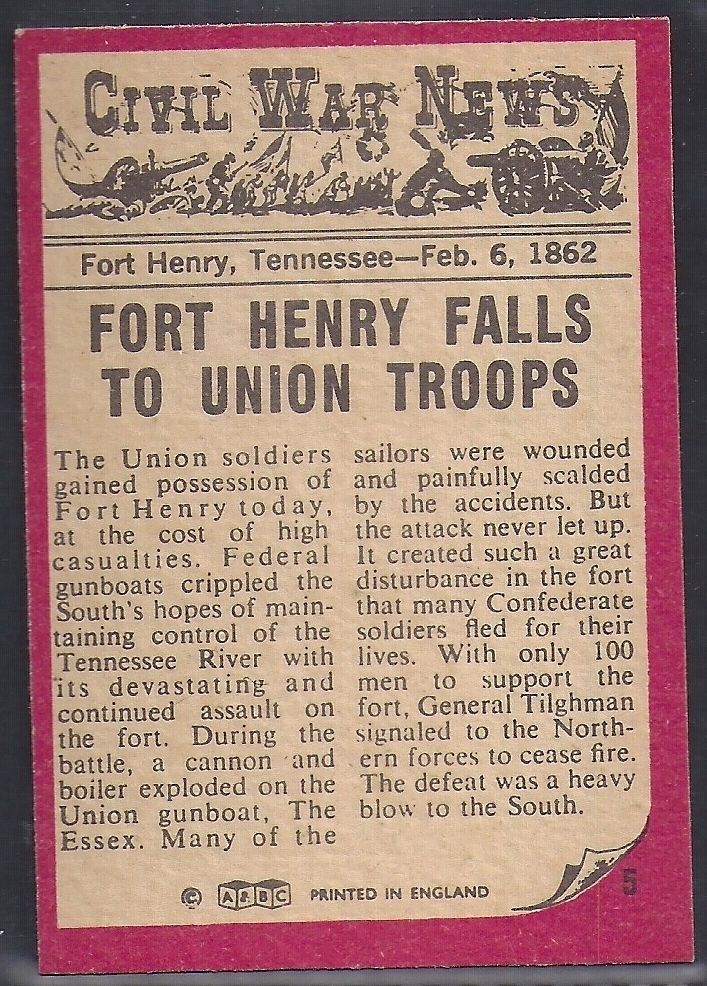 CIVIL WAR NEWS
Fort Henry, Tennessee—Feb. 6, 1862
FORT HENRY FALLS
TO UNION TROOPS
The Union soldiers
gained possession of
Fort Henry today,
at the cost of high
casualties. Federal
gunboats crippled the
South's hopes of main-
taining control of the
Tennessee River with
its devastating and
continued assault on
the fort. During the
battle, a cannon and
boiler exploded on the
Union gunboat, The
Essex. Many of the
sailors were wounded
and painfully scalded
by the accidents. But
the attack never let up.
It created such a great
disturbance in the fort
that many Confederate
soldiers fled for their
lives. With only 100
men to support the
fort, General Tilghman
signaled to the North-
ern forces to cease fire.
The defeat was a heavy
blow to the South.
© A&BC PRINTED IN ENGLAND
5